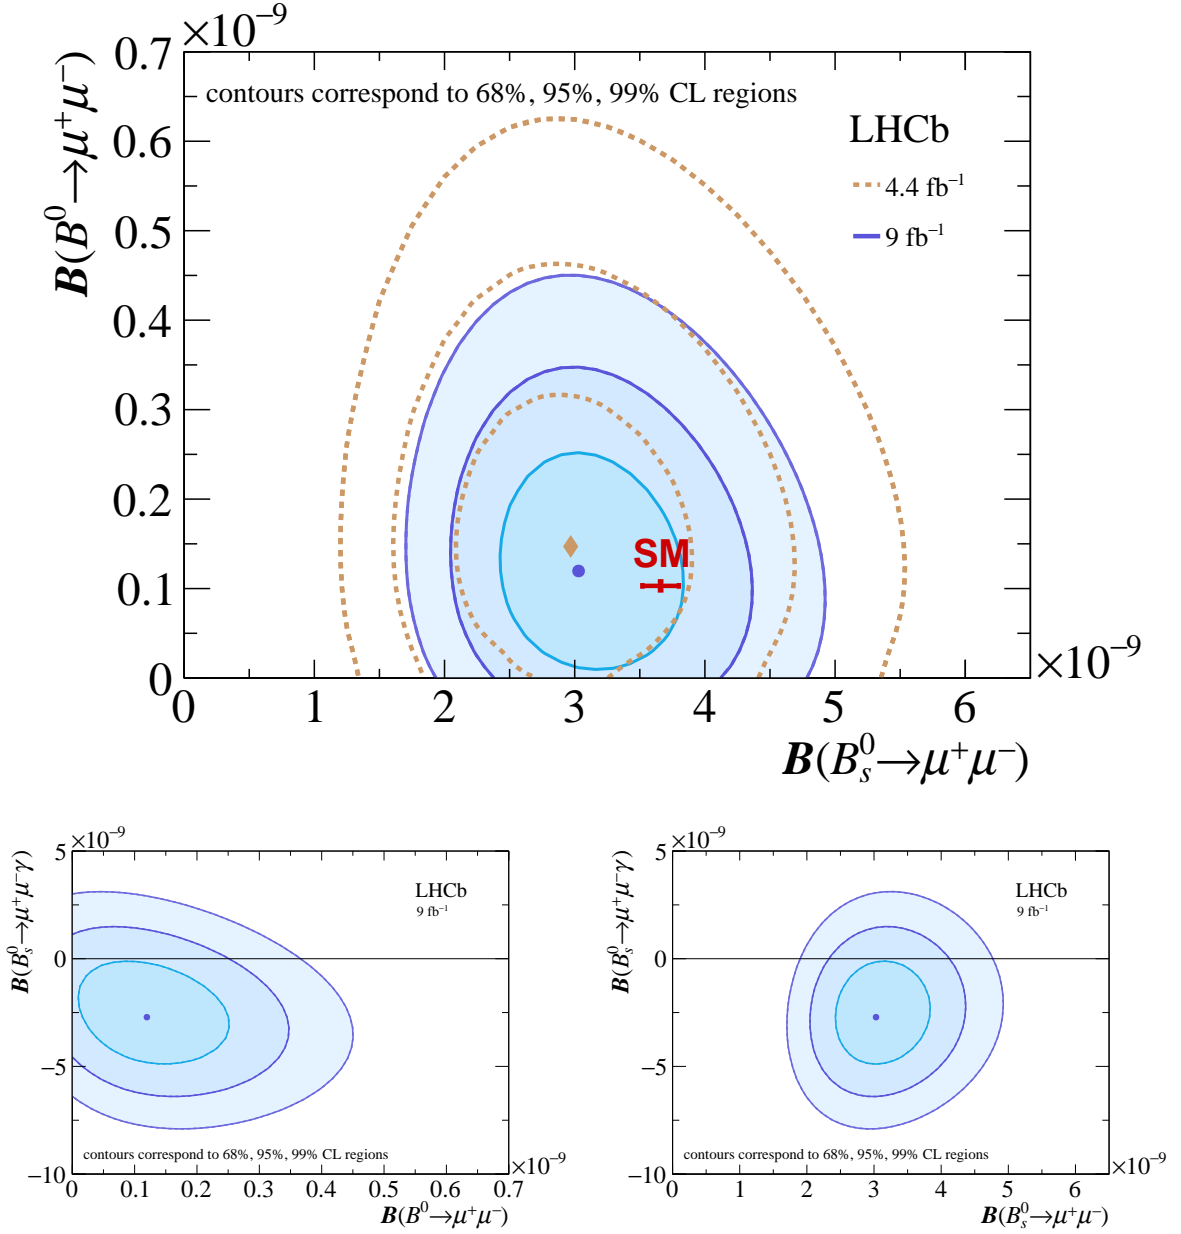 ×10⁻⁹
B(B⁰→μ⁺μ⁻)
contours correspond to 68%, 95%, 99% CL regions
LHCb
4.4 fb⁻¹
9 fb⁻¹
SM
0.7
0.6
0.5
0.4
0.3
0.2
0.1
0
0 1 2 3 4 5 6
×10⁻⁹
B(B⁰ₛ→μ⁺μ⁻)
×10⁻⁹
B(B⁰ₛ→μ⁺μ⁻γ)
5
0
−5
−10
LHCb
9 fb⁻¹
contours correspond to 68%, 95%, 99% CL regions
×10⁻⁹
0 0.1 0.2 0.3 0.4 0.5 0.6 0.7
B(B⁰→μ⁺μ⁻)
×10⁻⁹
B(B⁰ₛ→μ⁺μ⁻γ)
5
0
−5
−10
LHCb
9 fb⁻¹
contours correspond to 68%, 95%, 99% CL regions
×10⁻⁹
0 1 2 3 4 5 6
B(B⁰ₛ→μ⁺μ⁻)